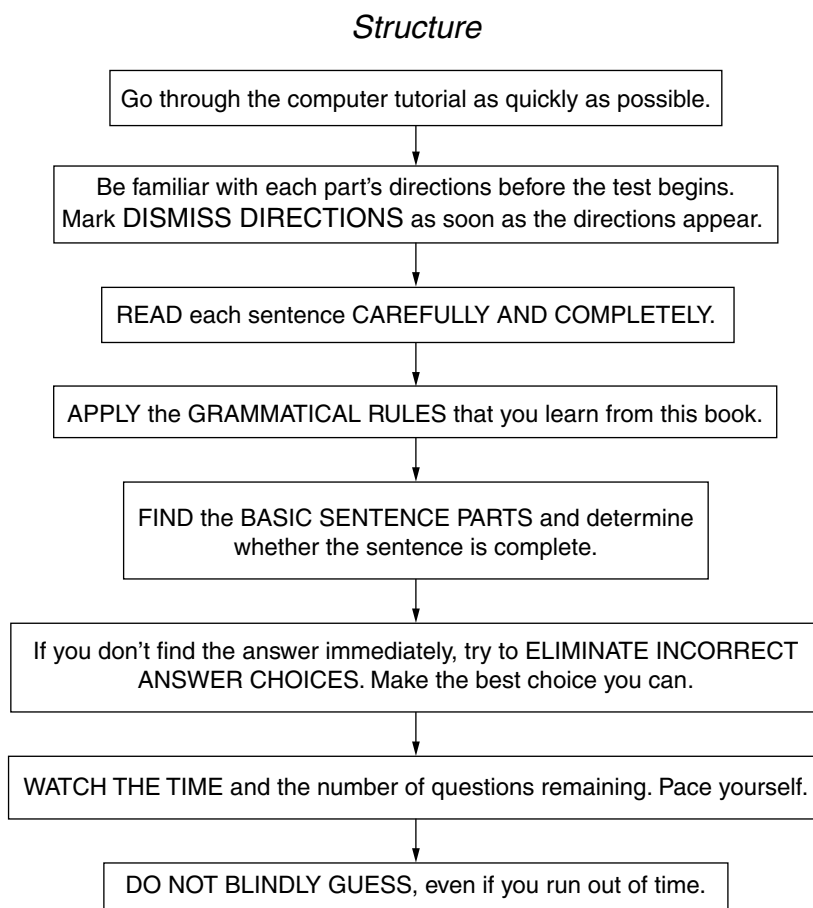 Structure
Go through the computer tutorial as quickly as possible.
Be familiar with each part’s directions before the test begins.
Mark DISMISS DIRECTIONS as soon as the directions appear.
READ each sentence CAREFULLY AND COMPLETELY.
APPLY the GRAMMATICAL RULES that you learn from this book.
FIND the BASIC SENTENCE PARTS and determine
whether the sentence is complete.
If you don’t find the answer immediately, try to ELIMINATE INCORRECT
ANSWER CHOICES. Make the best choice you can.
WATCH THE TIME and the number of questions remaining. Pace yourself.
DO NOT BLINDLY GUESS, even if you run out of time.